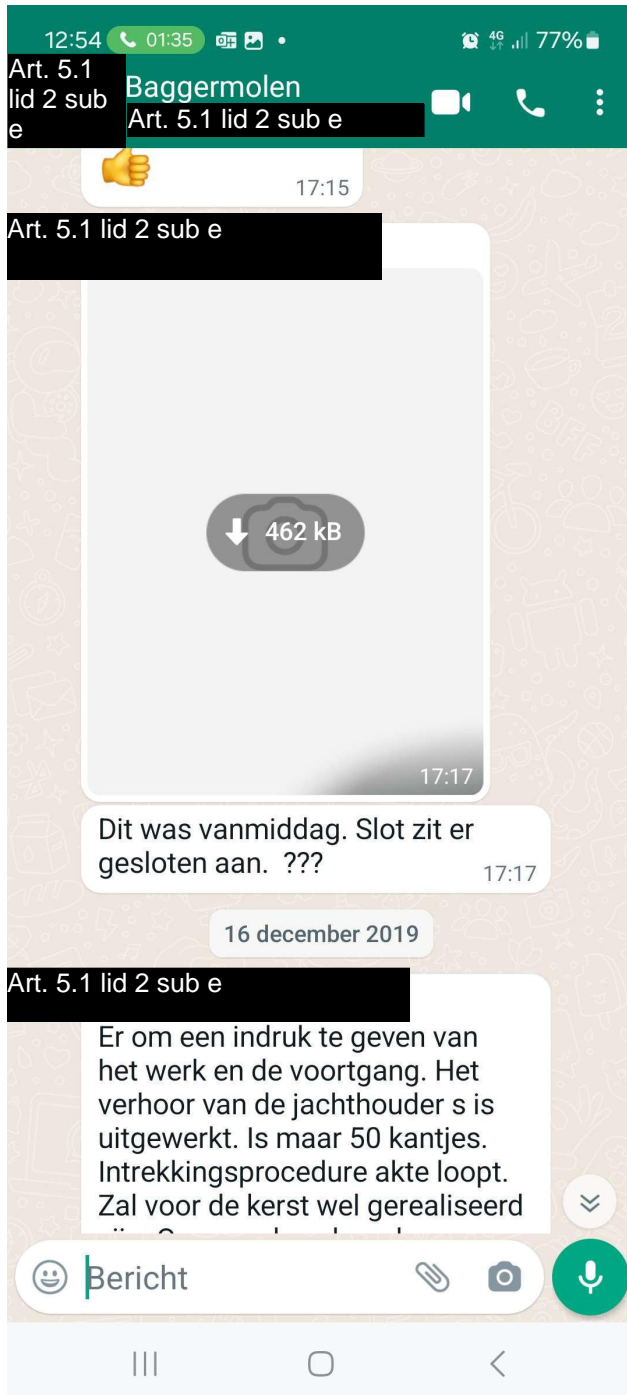 12:54 01:35 4G 77%
Art. 5.1
lid 2 sub
e
Baggermolen
Art. 5.1 lid 2 sub e
17:15
Art. 5.1 lid 2 sub e
462 kB
17:17
Dit was vanmiddag. Slot zit er
gesloten aan. ???
17:17
16 december 2019
Art. 5.1 lid 2 sub e
Er om een indruk te geven van
het werk en de voortgang. Het
verhoor van de jachthouder s is
uitgewerkt. Is maar 50 kantjes.
Intrekkingsprocedure akte loopt.
Zal voor de kerst wel gerealiseerd
Bericht